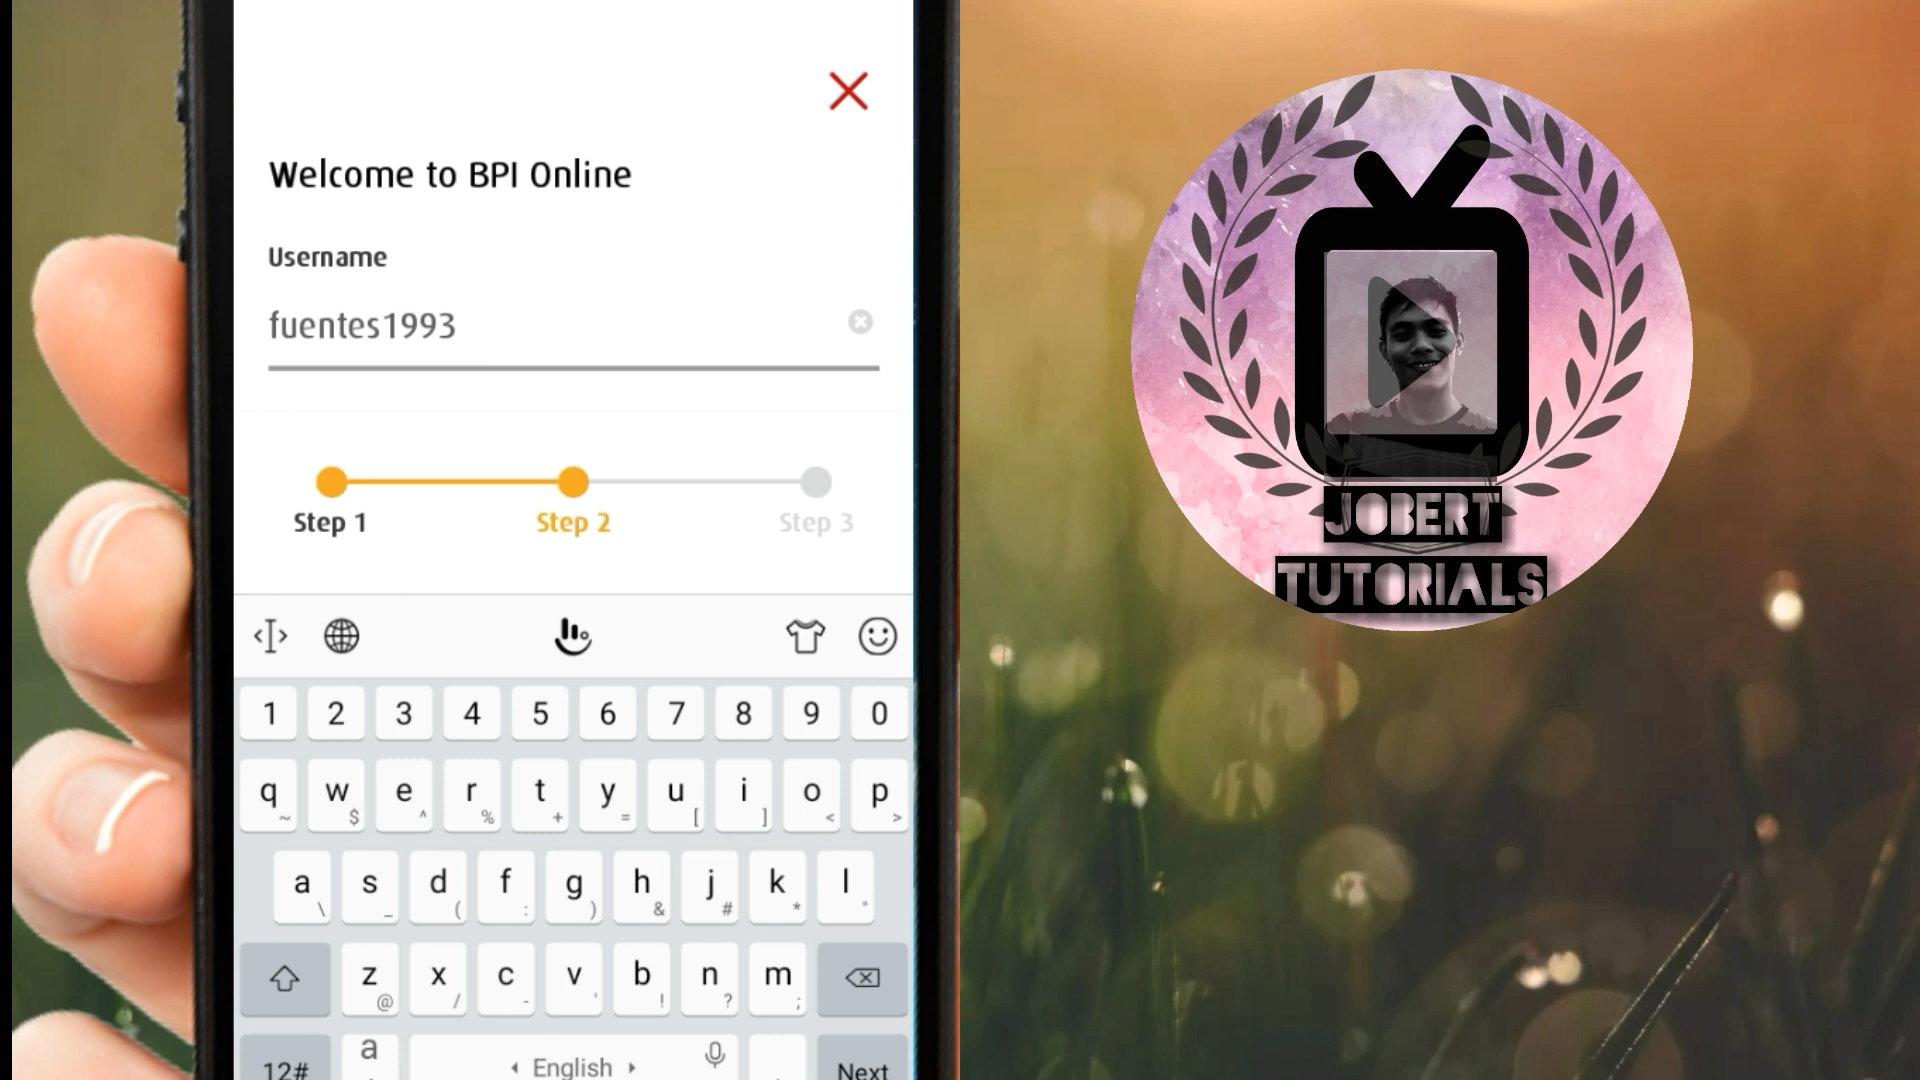 Welcome to BPI Online
Username
fuentes1993
Step 1 Step 2 Step 3
1 2 3 4 5 6 7 8 9 0
q w e r t y u i o p
~ $ ^ % + = [ ] < >
a s d f g h j k l
\ _ ( : ) & # * "
z x c v b n m
@ / - ' ! ? ;
12# a English Next
JOBERT
TUTORIALS